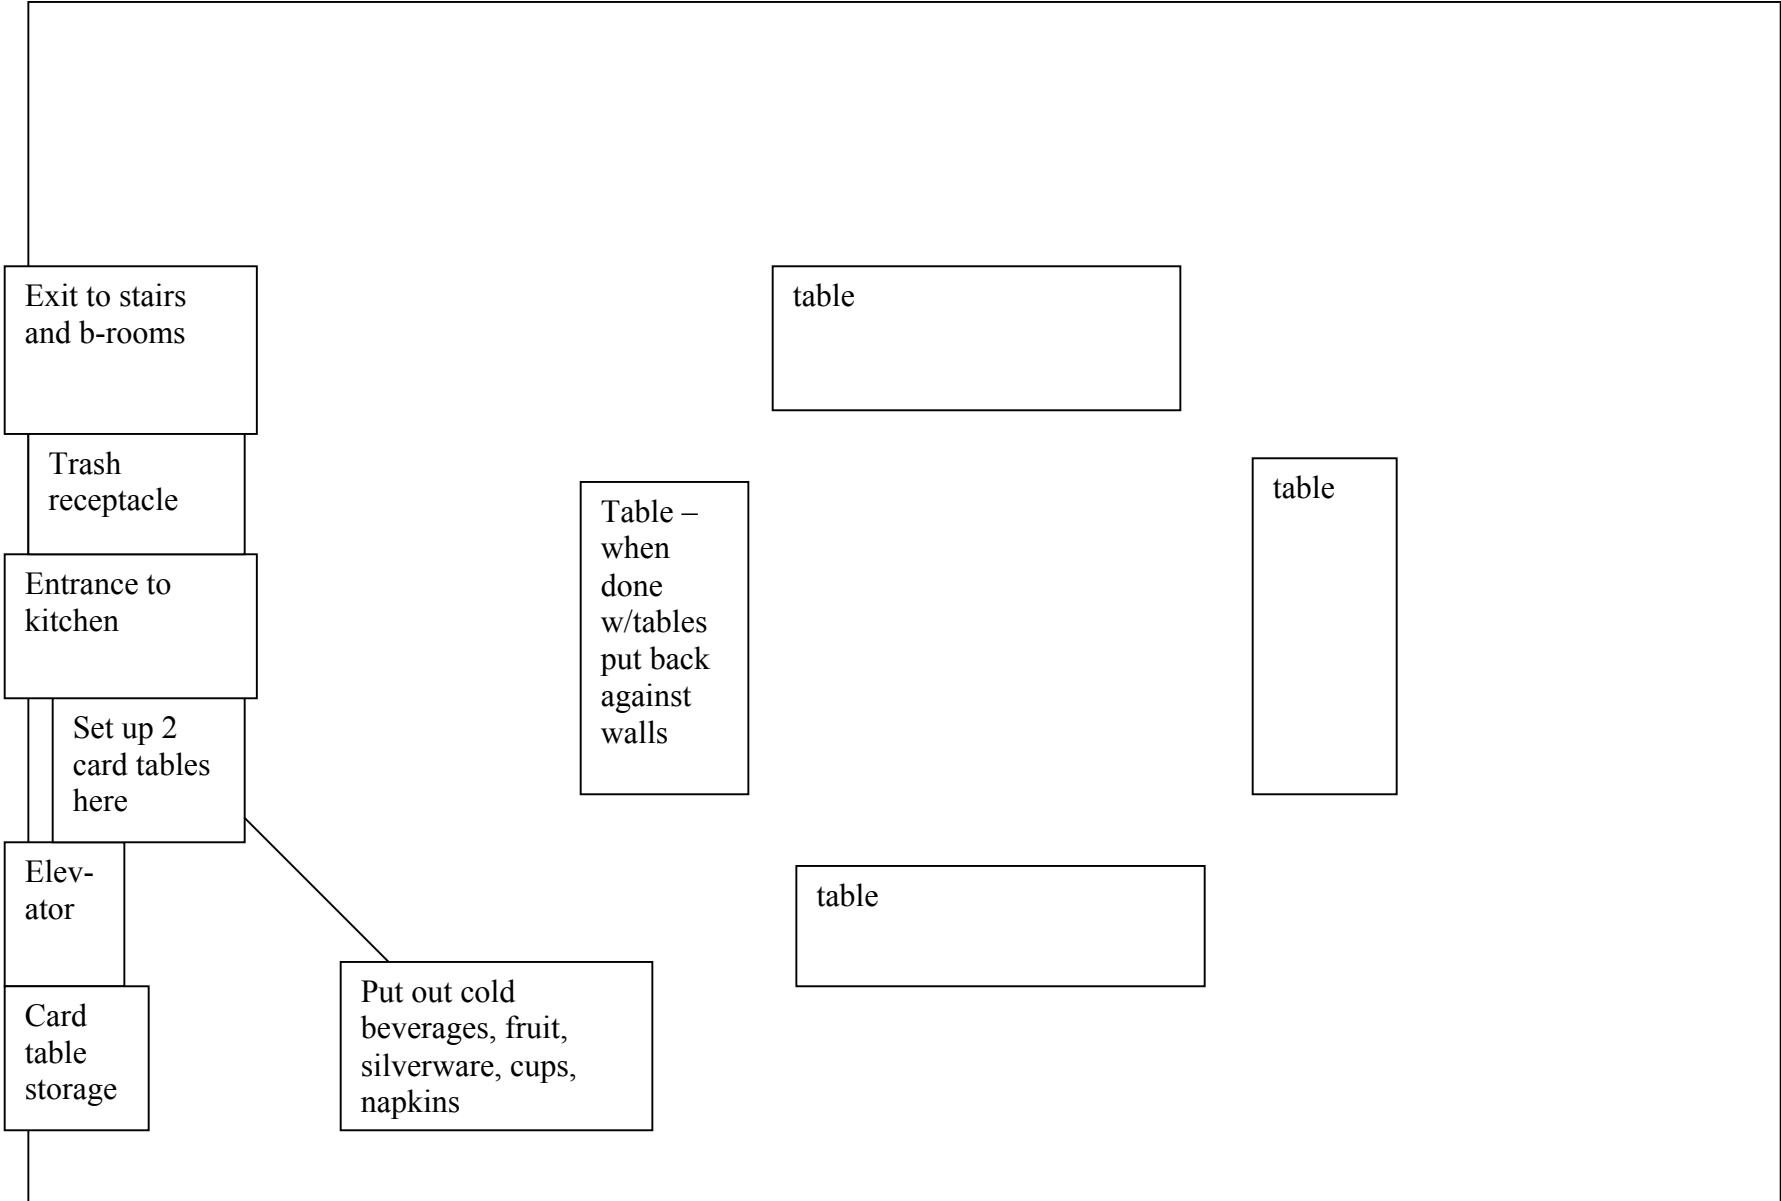 Exit to stairs
and b-rooms
table
Trash
receptacle
table
Table –
when
done
w/tables
put back
against
walls
Entrance to
kitchen
Set up 2
card tables
here
Elev-
ator
table
Put out cold
beverages, fruit,
silverware, cups,
napkins
Card
table
storage